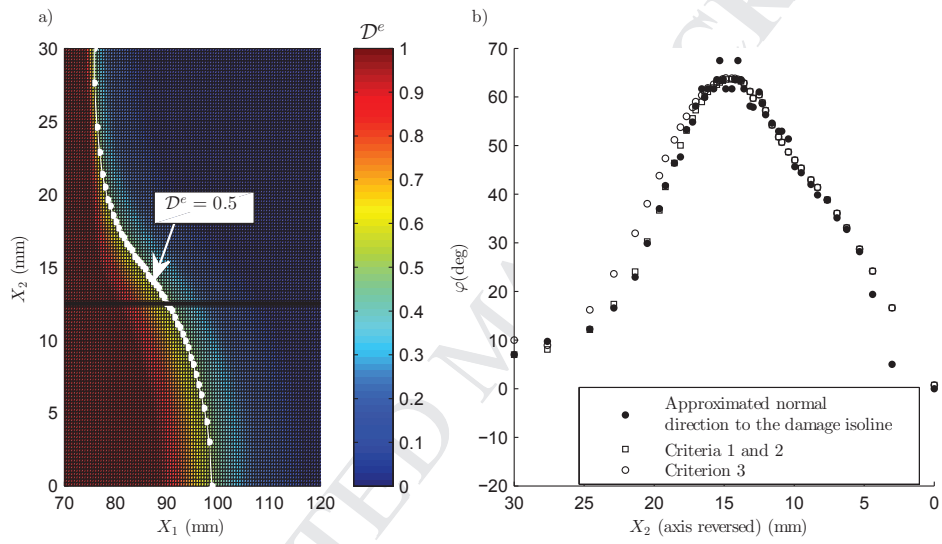 a)
𝒟ᵉ
30
25
20
15
10
5
0
X₂ (mm)
𝒟ᵉ = 0.5
70 80 90 100 110 120
X₁ (mm)
1
0.9
0.8
0.7
0.6
0.5
0.4
0.3
0.2
0.1
0
b)
70
60
50
40
30
20
10
0
−10
−20
φ(deg)
Approximated normal
direction to the damage isoline
Criteria 1 and 2
Criterion 3
30 25 20 15 10 5 0
X₂ (axis reversed) (mm)